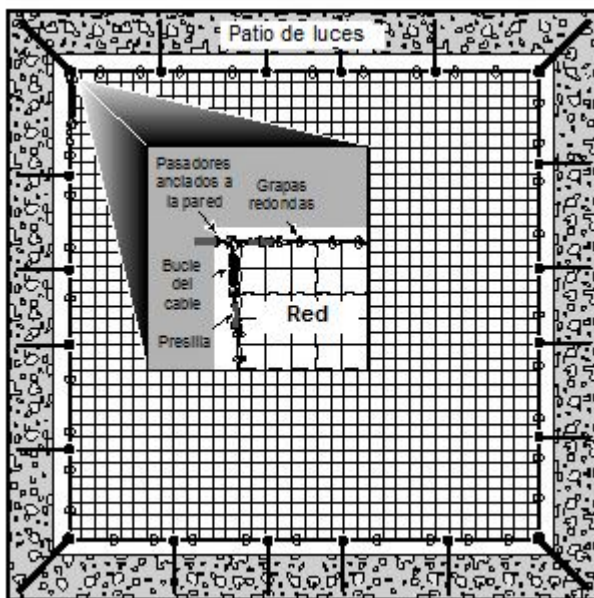 Patio de luces
Pasadores
anclados a
la pared
Grapas
redondas
Bucle
del
cable
Red
Presilla